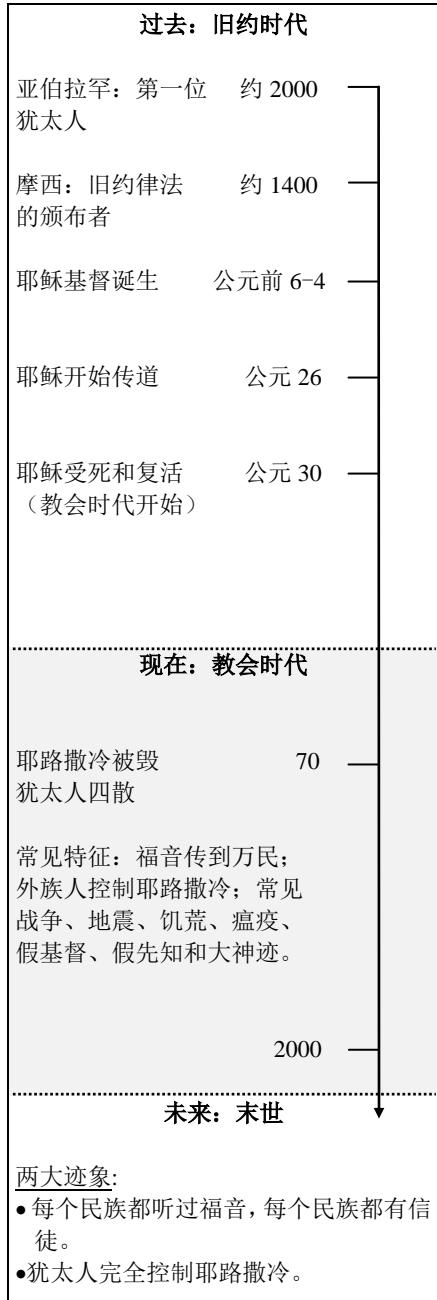 过去：旧约时代
亚伯拉罕：第一位 约 2000
犹太人
摩西：旧约律法 约 1400
的颁布者
耶稣基督诞生 公元前 6-4
耶稣开始传道 公元 26
耶稣受死和复活 公元 30
（教会时代开始）
现在：教会时代
耶路撒冷被毁 70
犹太人四散
常见特征：福音传到万民；
外族人控制耶路撒冷；常见
战争、地震、饥荒、瘟疫、
假基督、假先知和大神迹。
2000
未来：末世
两大迹象:
● 每个民族都听过福音，每个民族都有信
徒。
●犹太人完全控制耶路撒冷。